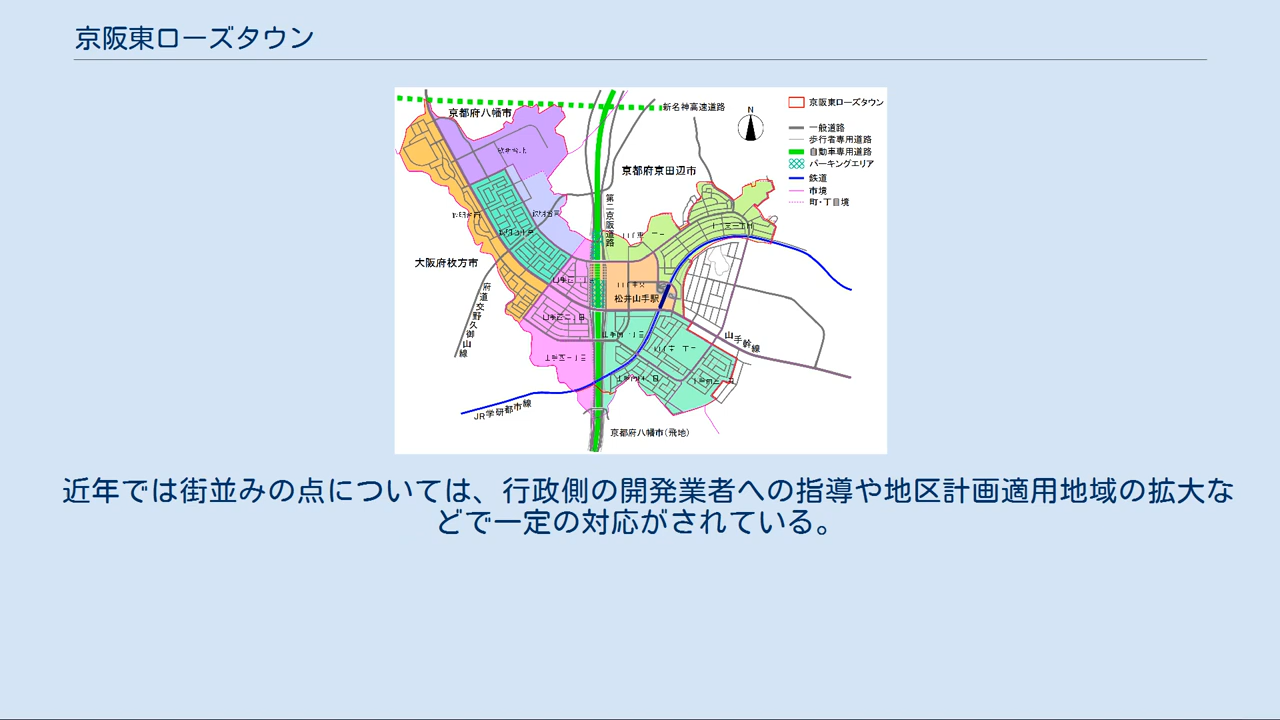 京阪東ローズタウン
京都府八幡市
新名神高速道路
N
京阪東ローズタウン
一般道路
歩行者専用道路
自動車専用道路
パーキングエリア
鉄道
市境
町・丁目境
京都府京田辺市
第二京阪道路
大阪府枚方市
府道交野久御山線
松井山手駅
山手幹線
JR学研都市線
京都府八幡市(飛地)
近年では街並みの点については、行政側の開発業者への指導や地区計画適用地域の拡大な
どで一定の対応がされている。